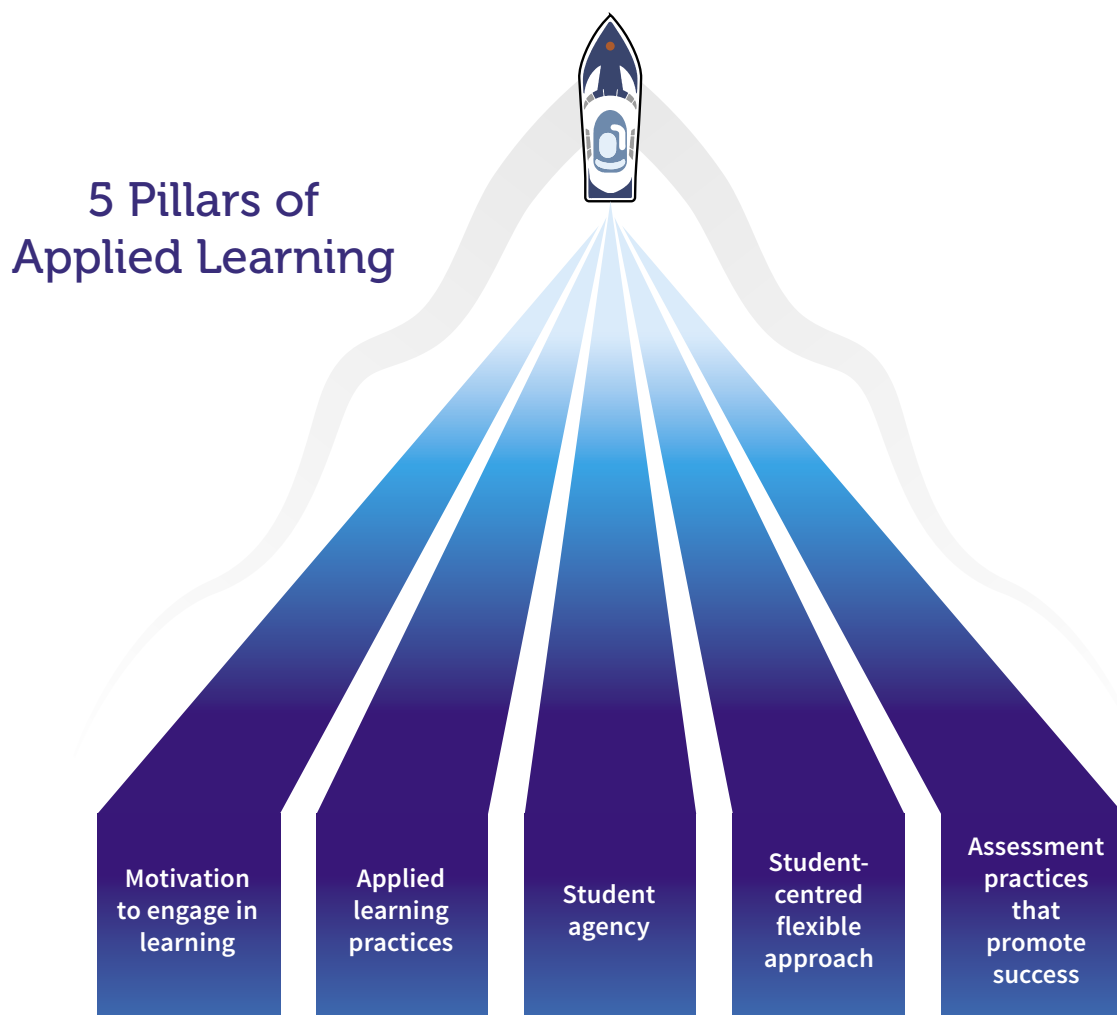 5 Pillars of
Applied Learning
Motivation
to engage in
learning
Applied
learning
practices
Student
agency
Student-
centred
flexible
approach
Assessment
practices
that
promote
success